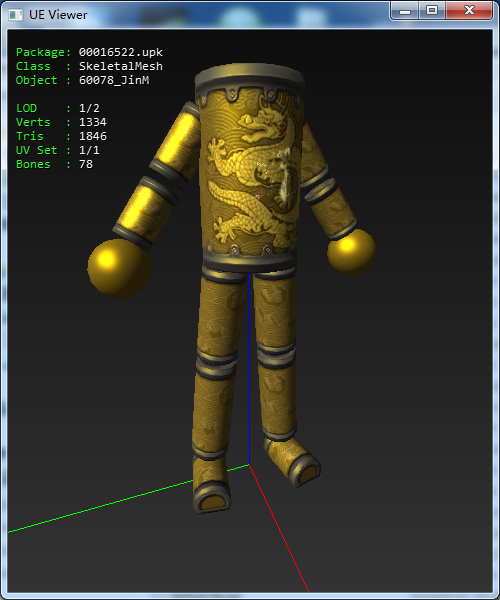 UE Viewer
Package: 00016522.upk
Class : SkeletalMesh
Object : 60078_JinM
LOD : 1/2
Verts : 1334
Tris : 1846
UV Set : 1/1
Bones : 78